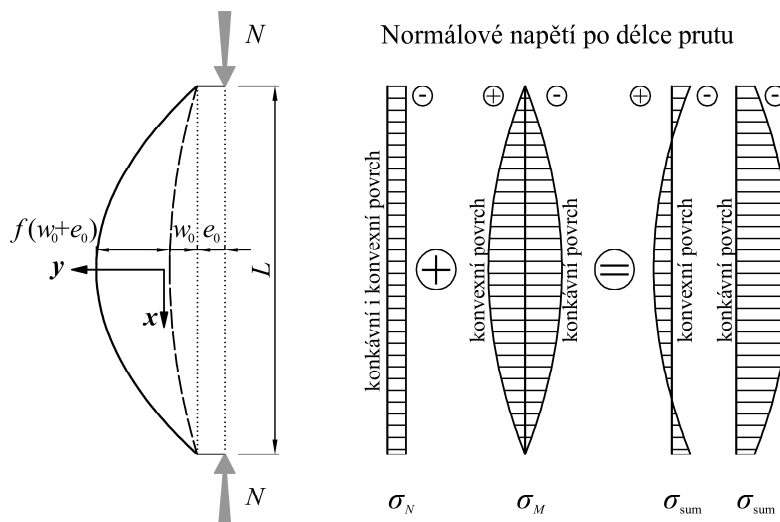 Normálové napětí po délce prutu
N
f(w₀+e₀)
w₀
e₀
y
x
L
N
konkávní i konvexní povrch
konvexní povrch
konkávní povrch
konvexní povrch
konkávní povrch
-
+
-
+
-
-
+
=
σN
σM
σsum
σsum